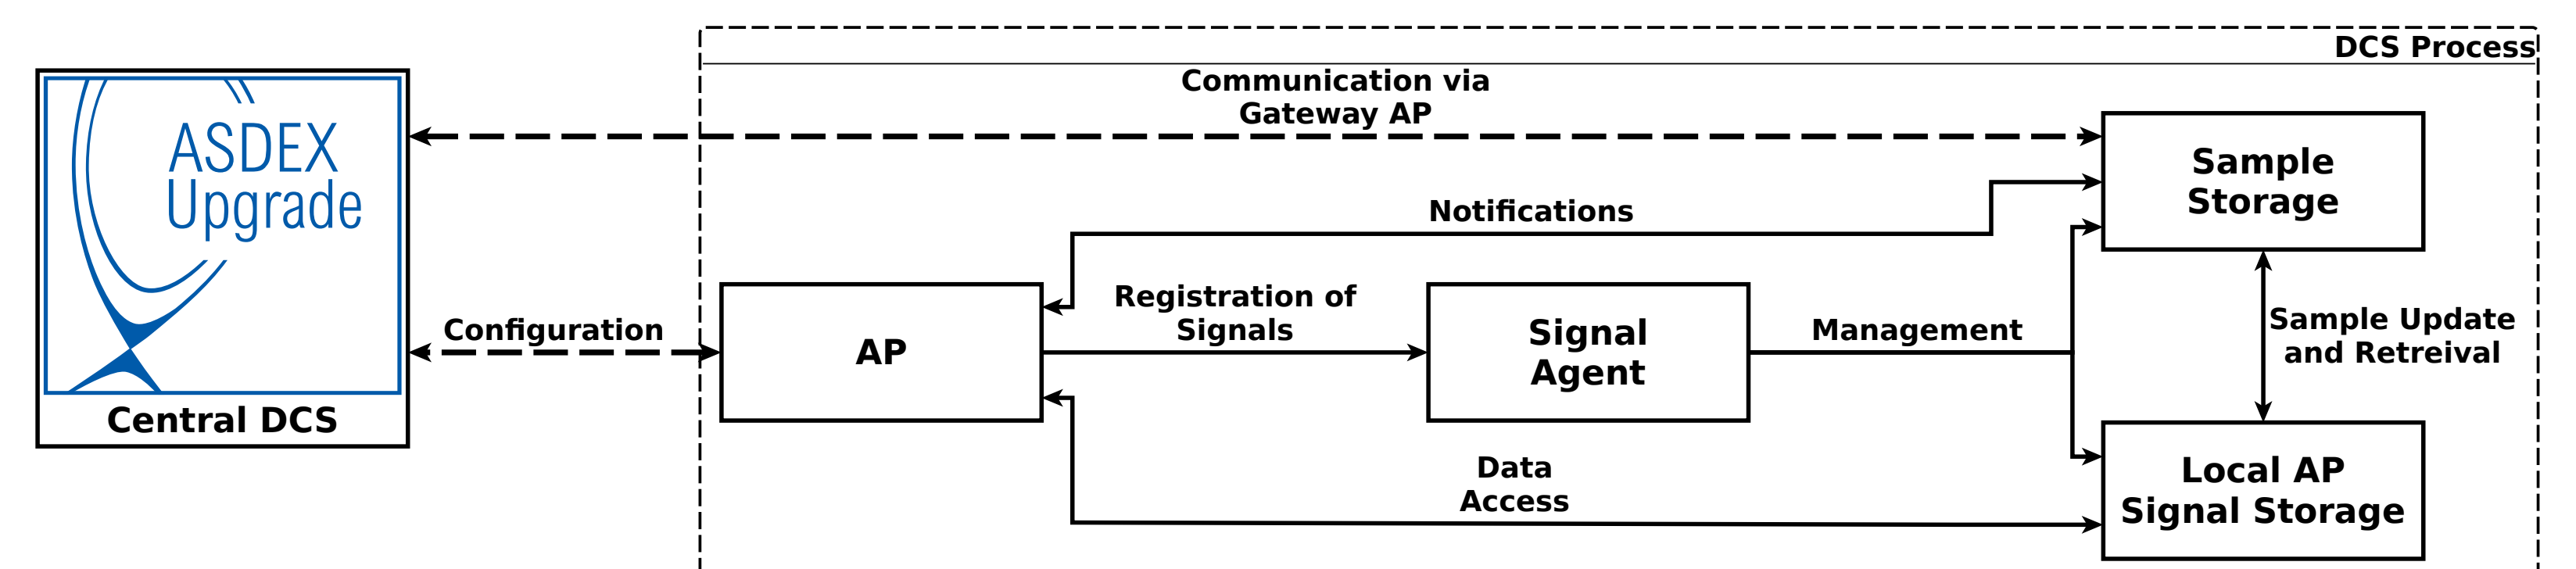 DCS Process
Communication via
Gateway AP
ASDEX
Upgrade
Central DCS
Sample
Storage
Notifications
Registration of
Signals
Configuration
AP
Signal
Agent
Management
Sample Update
and Retreival
Data
Access
Local AP
Signal Storage